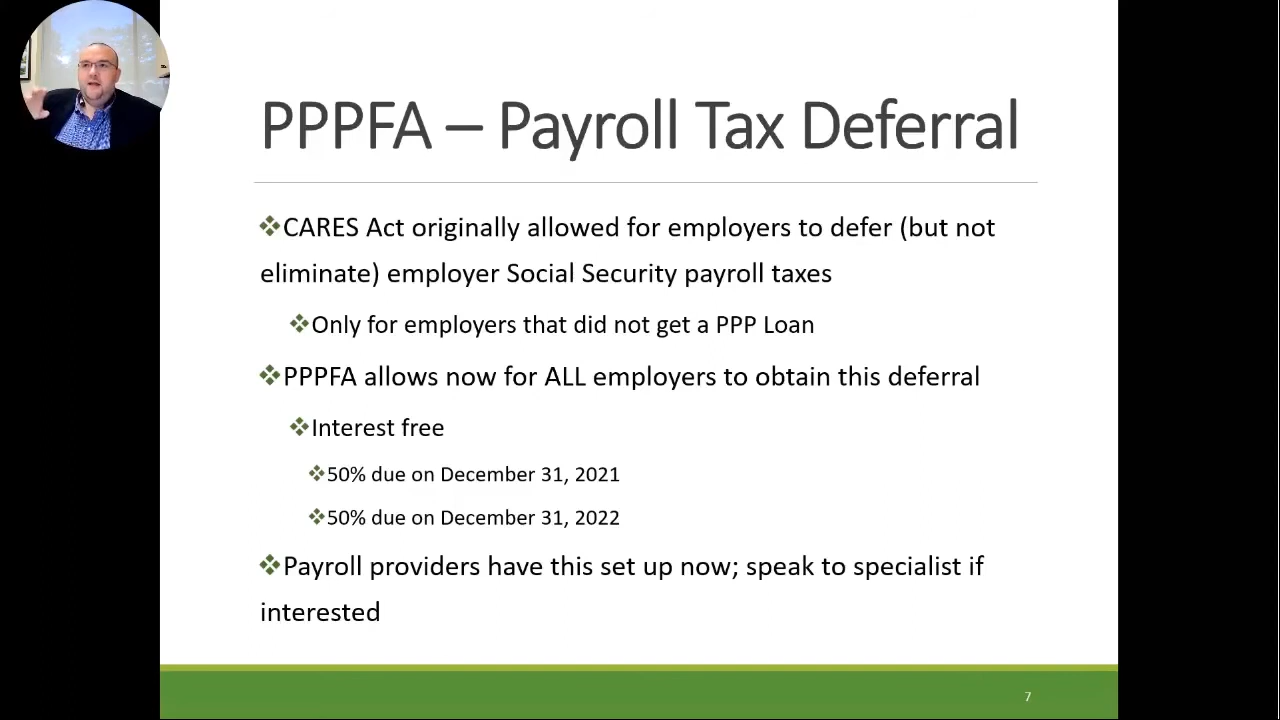 PPPFA – Payroll Tax Deferral
❖CARES Act originally allowed for employers to defer (but not
eliminate) employer Social Security payroll taxes
❖Only for employers that did not get a PPP Loan
❖PPPFA allows now for ALL employers to obtain this deferral
❖Interest free
❖50% due on December 31, 2021
❖50% due on December 31, 2022
❖Payroll providers have this set up now; speak to specialist if
interested
7